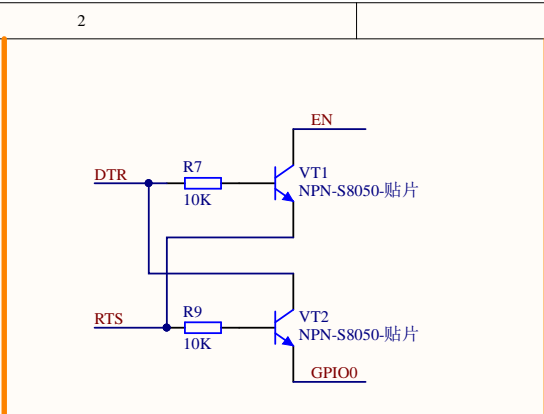 2
EN
DTR
R7
10K
VT1
NPN-S8050-贴片
RTS
R9
10K
VT2
NPN-S8050-贴片
GPIO0